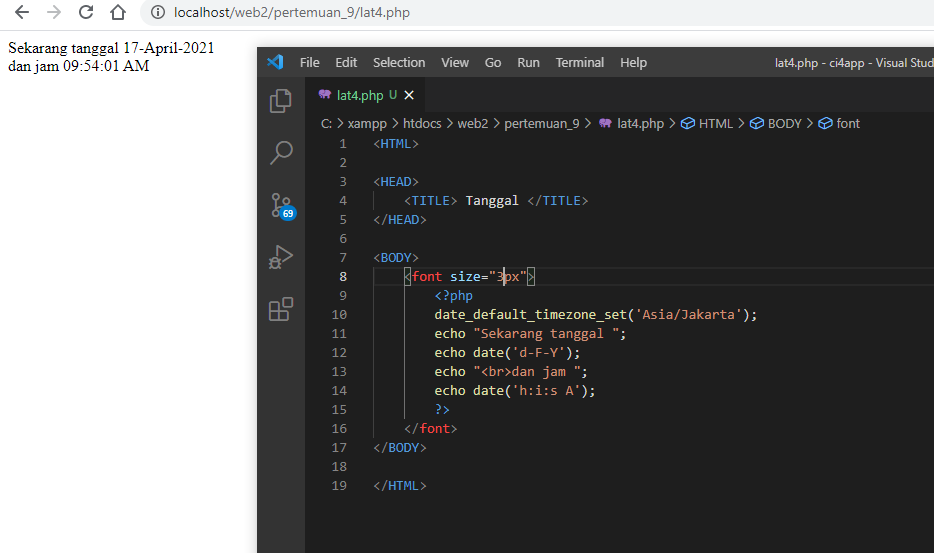 localhost/web2/pertemuan_9/lat4.php
Sekarang tanggal 17-April-2021
dan jam 09:54:01 AM
File Edit Selection View Go Run Terminal Help lat4.php - ci4app - Visual Stud
lat4.php U
C: > xampp > htdocs > web2 > pertemuan_9 > lat4.php > HTML > BODY > font
69
1 <HTML>
2
3 <HEAD>
4 <TITLE> Tanggal </TITLE>
5 </HEAD>
6
7 <BODY>
8 <font size="3px">
9 <?php
10 date_default_timezone_set('Asia/Jakarta');
11 echo "Sekarang tanggal ";
12 echo date('d-F-Y');
13 echo "<br>dan jam ";
14 echo date('h:i:s A');
15 ?>
16 </font>
17 </BODY>
18
19 </HTML>